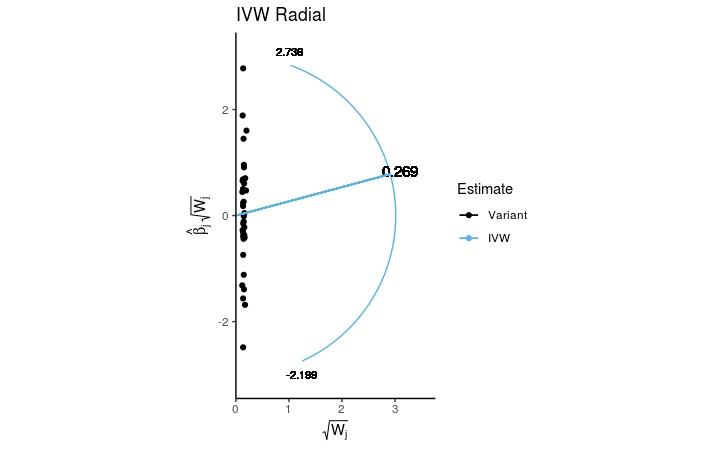 IVW Radial
2.739
2
0.269
0
-2
-2.199
0 1 2 3
β̂j√Wj
√Wj
Estimate
Variant
IVW